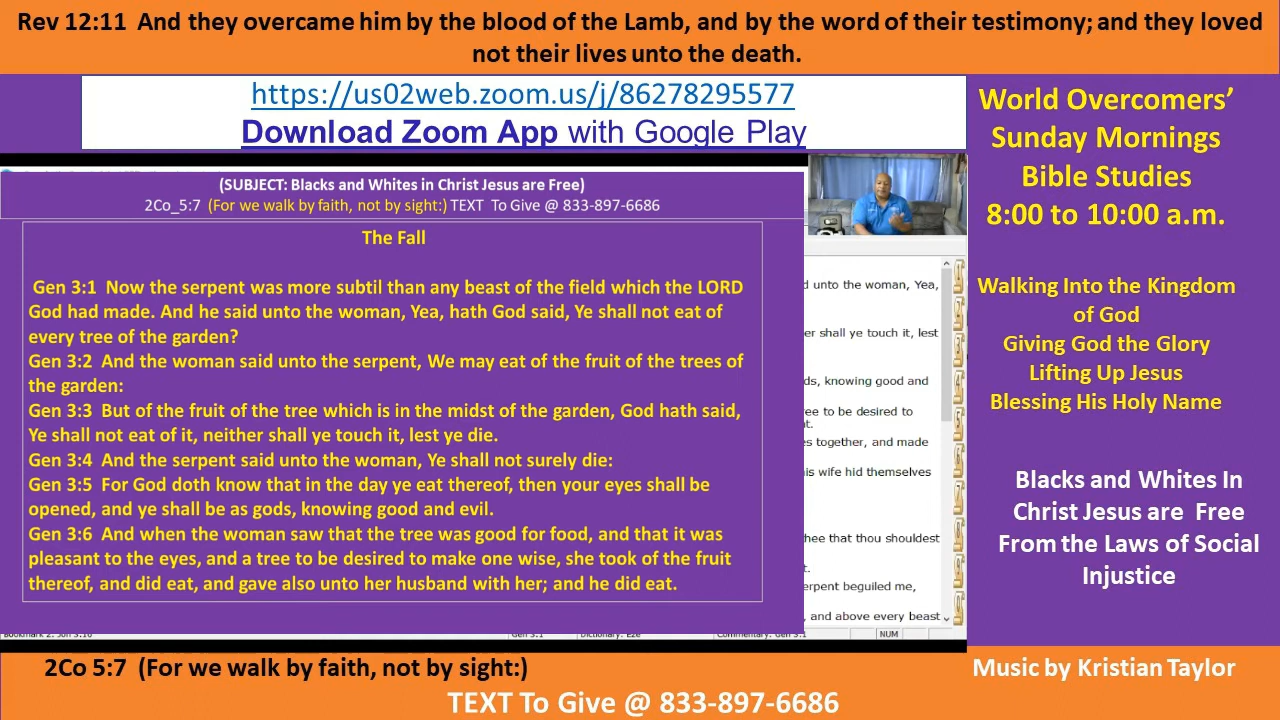 Rev 12:11  And they overcame him by the blood of the Lamb, and by the word of their testimony; and they loved
not their lives unto the death.
https://us02web.zoom.us/j/86278295577
Download Zoom App with Google Play
(SUBJECT: Blacks and Whites in Christ Jesus are Free)
2Co_5:7  (For we walk by faith, not by sight:) TEXT  To Give @ 833-897-6686
The Fall
Gen 3:1  Now the serpent was more subtil than any beast of the field which the LORD
God had made. And he said unto the woman, Yea, hath God said, Ye shall not eat of
every tree of the garden?
Gen 3:2  And the woman said unto the serpent, We may eat of the fruit of the trees of
the garden:
Gen 3:3  But of the fruit of the tree which is in the midst of the garden, God hath said,
Ye shall not eat of it, neither shall ye touch it, lest ye die.
Gen 3:4  And the serpent said unto the woman, Ye shall not surely die:
Gen 3:5  For God doth know that in the day ye eat thereof, then your eyes shall be
opened, and ye shall be as gods, knowing good and evil.
Gen 3:6  And when the woman saw that the tree was good for food, and that it was
pleasant to the eyes, and a tree to be desired to make one wise, she took of the fruit
thereof, and did eat, and gave also unto her husband with her; and he did eat.
unto the woman, Yea,
shall ye touch it, lest
knowing good and
to be desired to
together, and made
wife hid themselves
that thou shouldest
beguiled me,
, and above every beast
Gen 3:1
Commentary: Gen 3:1
NUM
World Overcomers’
Sunday Mornings
Bible Studies
8:00 to 10:00 a.m.
Walking Into the Kingdom
of God
Giving God the Glory
Lifting Up Jesus
Blessing His Holy Name
Blacks and Whites In
Christ Jesus are  Free
From the Laws of Social
Injustice
2Co 5:7  (For we walk by faith, not by sight:)
Music by Kristian Taylor
TEXT To Give @ 833-897-6686